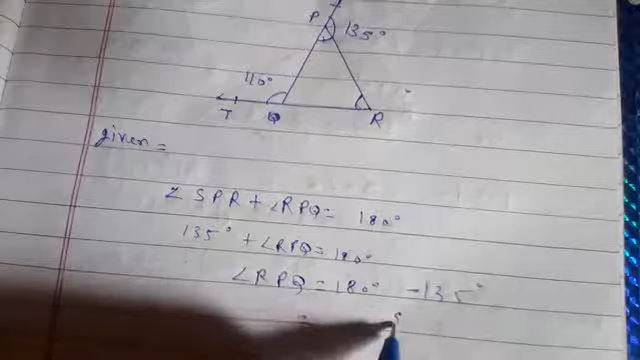 P 135°
110°
T Q R
given =
∠SPR + ∠RPQ = 180°
135° + ∠RPQ = 180°
∠RPQ = 180° - 135°
=